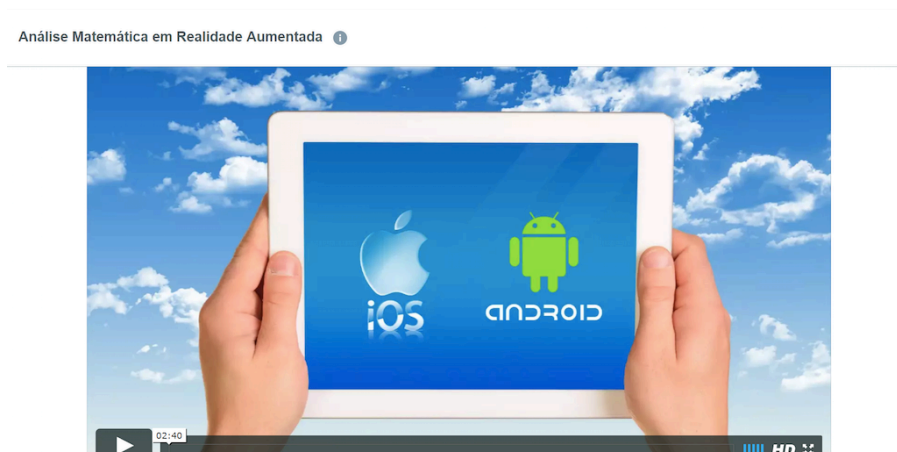 Análise Matemática em Realidade Aumentada
iOS
ANDROID
02:40
HD